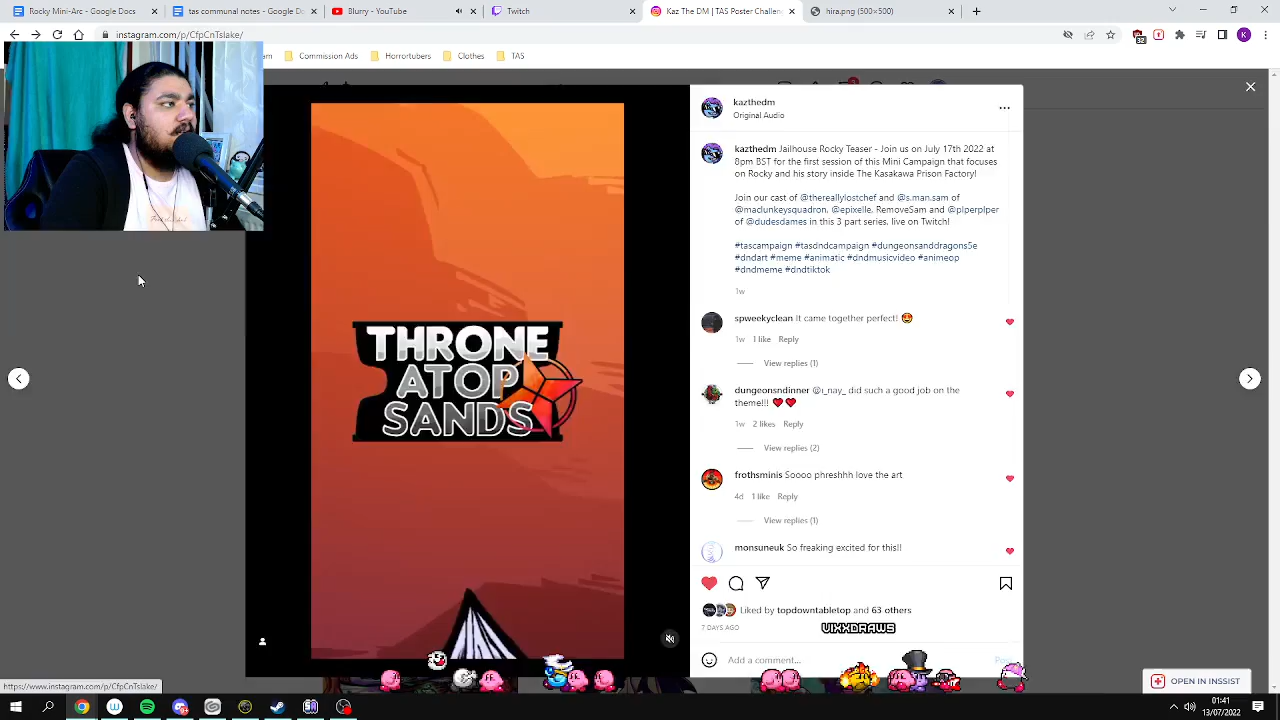 Rocky Mini-Arc - Google Docs
tas communal notes - Google D
Blurry - YouTube
Twitch
Kaz The DM | TAS Poster Challen
hira.png (500×500)
instagram.com/p/CfpCnTslake/
Commission Ads
Horrortubers
Clothes
TAS
kazthedm
Original Audio
kazthedm Jailhouse Rocky Teaser - Join us on July 17th 2022 at
8pm BST for the first session of this Mini Campaign that focuses
on Rocky and his story inside The Kasakawa Prison Factory!
Join our cast of @thereallylostchef and @s.man.sam of
@maclunkeysquadron, @epixelle, RemoveSam and @plperplper
of @dudesdames in this 3 part series, live on Twitch!
#tascampaign #tasdndcampaign #dungeonsanddragons5e
#dndart #meme #animatic #dndmusicvideo #animeop
#dndmeme #dndtiktok
1w
spweekyclean It came together perfect! 😍
1w 1 like Reply
View replies (1)
dungeonsndinner @i_nay_ did such a good job on the
theme!!! ❤️❤️
1w 2 likes Reply
View replies (2)
frothsminis Soooo phreshhh love the art
4d 1 like Reply
View replies (1)
monsuneuk So freaking excited for this!!
Liked by topdowntabletop and 63 others
7 DAYS AGO
VIXXDRAWS
Add a comment...
THRONE
ATOP
SANDS
OPEN IN INSSIST
https://www.instagram.com/p/CfpCnTslake/
01:41
13/07/2022